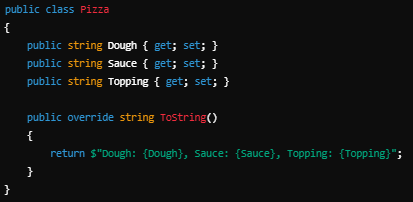 public class Pizza
{
    public string Dough { get; set; }
    public string Sauce { get; set; }
    public string Topping { get; set; }

    public override string ToString()
    {
        return $"Dough: {Dough}, Sauce: {Sauce}, Topping: {Topping}";
    }
}